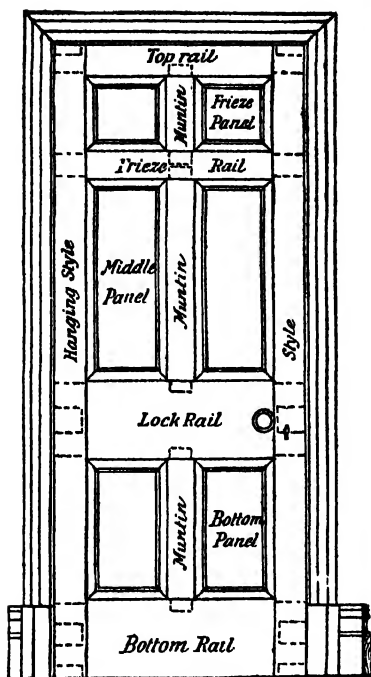 Top rail
Muntin
Frieze
Panel
Frieze Rail
Hanging Style
Middle
Panel
Muntin
Style
Lock Rail
Muntin
Bottom
Panel
Bottom Rail